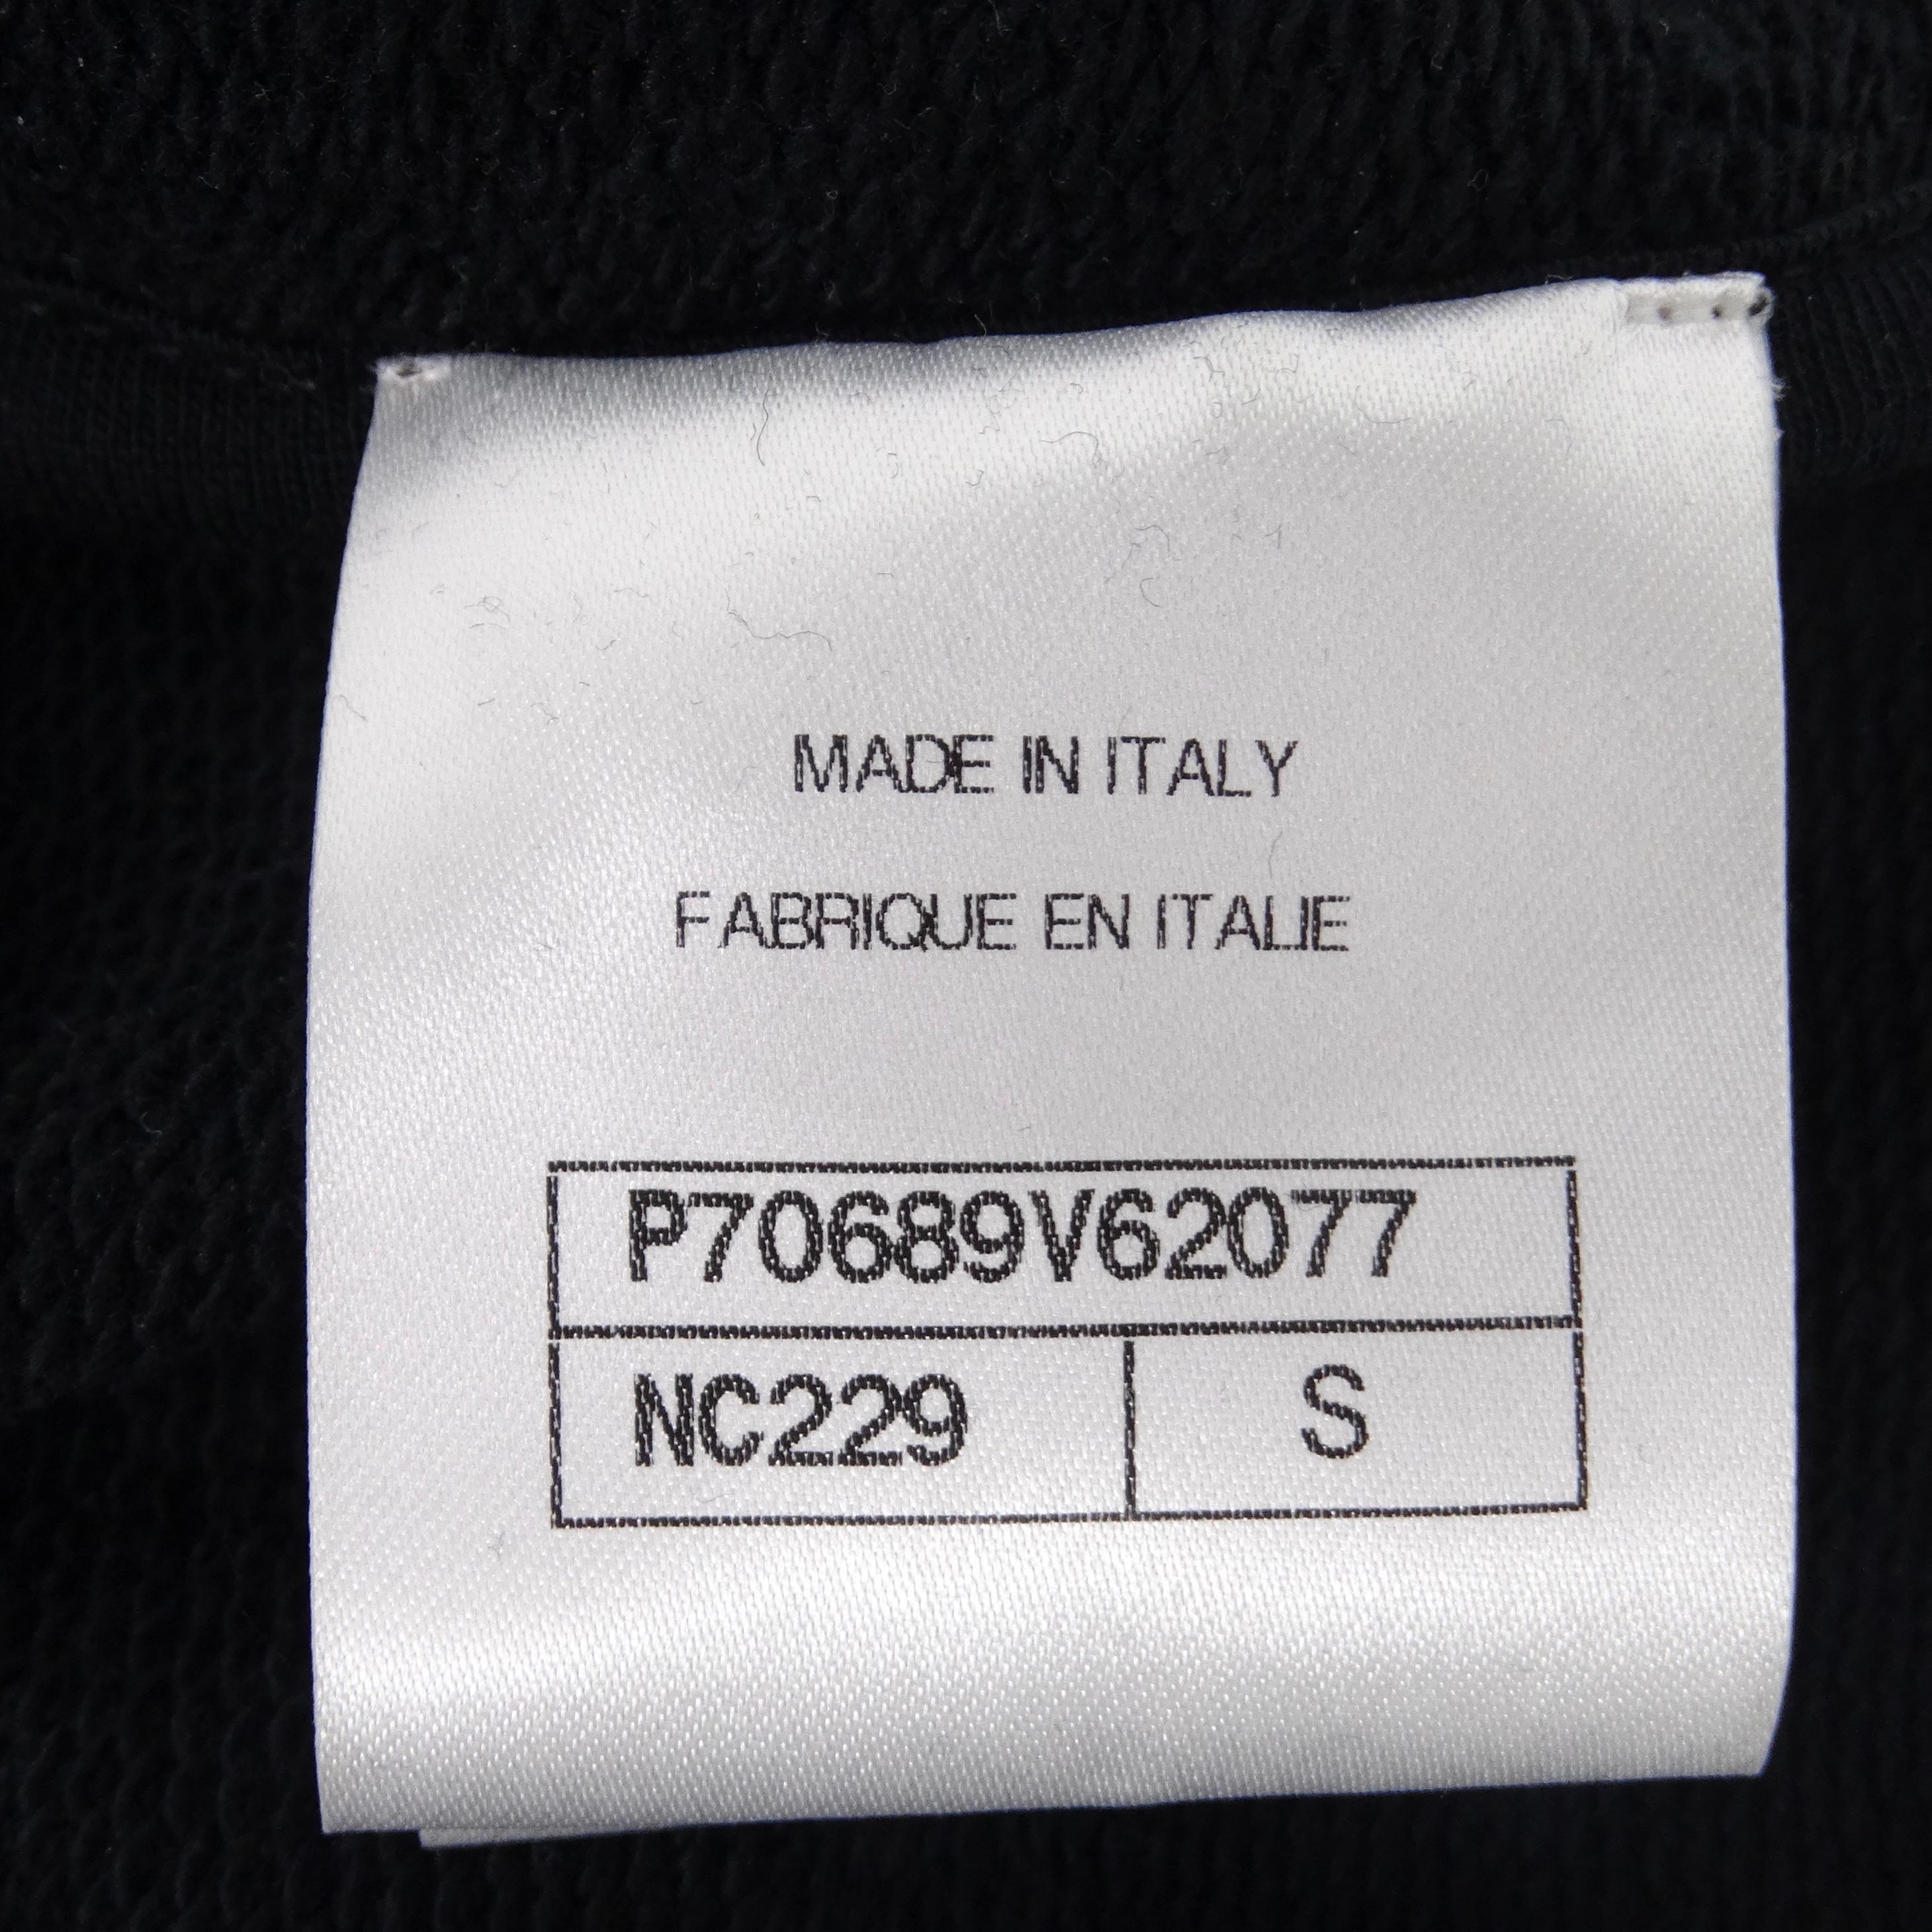 MADE IN ITALY
FABRIQUE EN ITALIE
P70689V62077
NC229 S